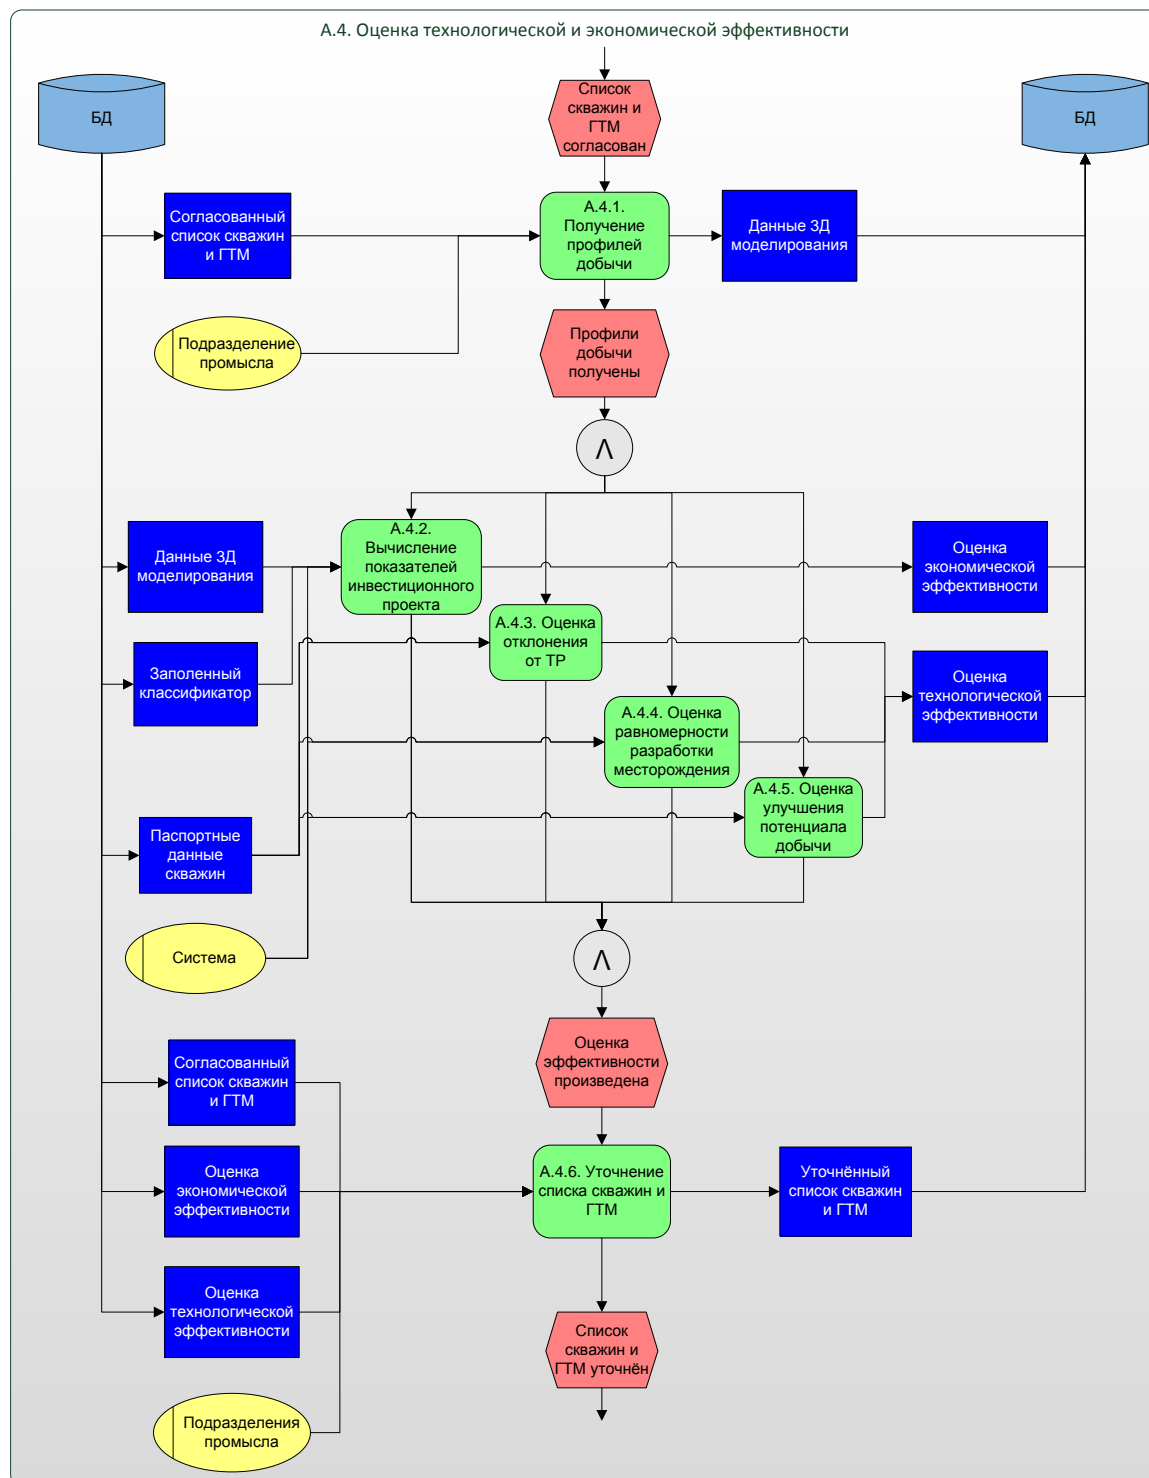 А.4. Оценка технологической и экономической эффективности
БД
Список
скважин и
ГТМ
согласован
БД
Согласованный
список скважин
и ГТМ
А.4.1.
Получение
профилей
добычи
Данные 3Д
моделирования
Подразделение
промысла
Профили
добычи
получены
Λ
Данные 3Д
моделирования
А.4.2.
Вычисление
показателей
инвестиционного
проекта
Оценка
экономической
эффективности
А.4.3. Оценка
отклонения
от ТР
Заполенный
классификатор
Оценка
технологической
эффективности
А.4.4. Оценка
равномерности
разработки
месторождения
А.4.5. Оценка
улучшения
потенциала
добычи
Паспортные
данные
скважин
Система
Λ
Оценка
эффективности
произведена
Согласованный
список скважин
и ГТМ
Оценка
экономической
эффективности
А.4.6. Уточнение
списка скважин и
ГТМ
Уточнённый
список скважин
и ГТМ
Оценка
технологической
эффективности
Список
скважин и
ГТМ уточнён
Подразделения
промысла